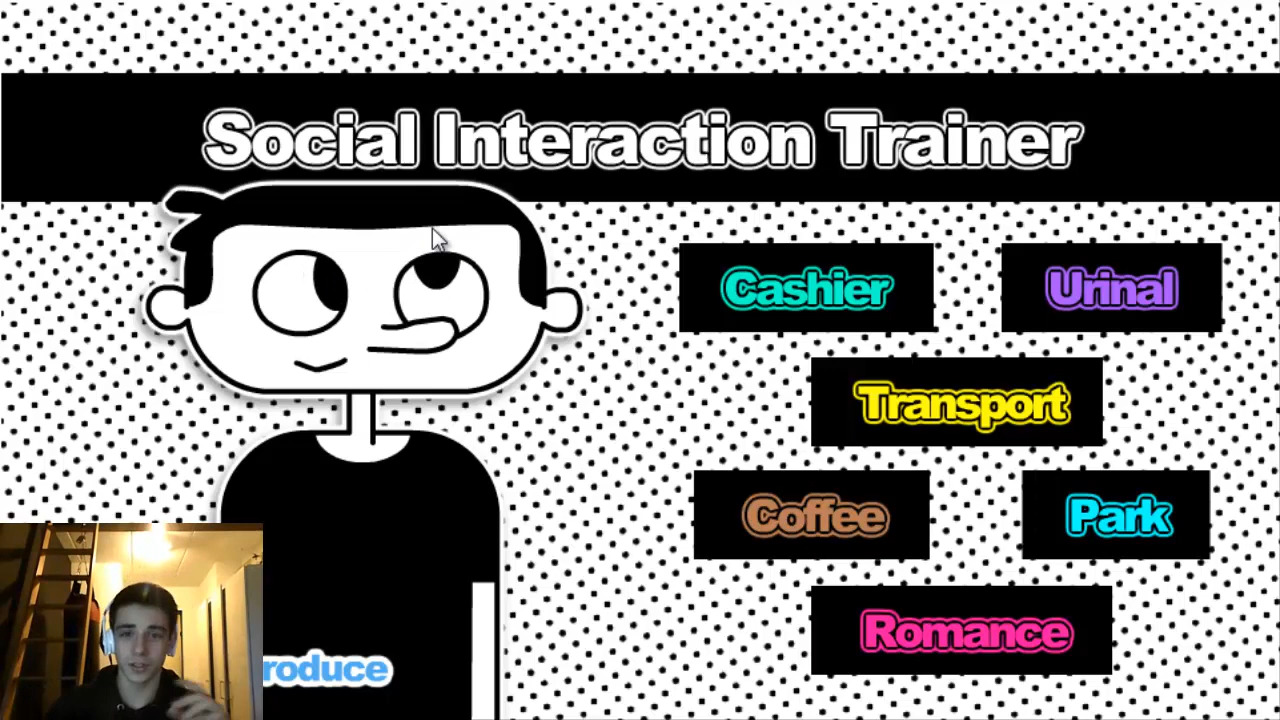 Social Interaction Trainer
Cashier
Urinal
Transport
Coffee
Park
Romance
roduce